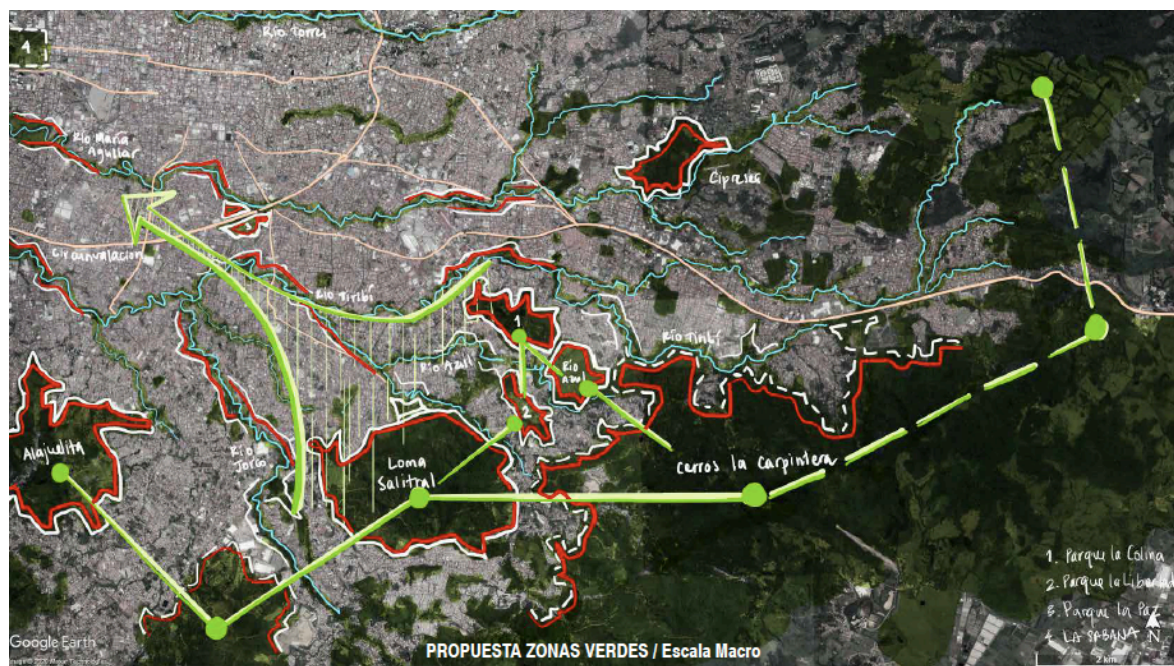 Río Torres
4
Río María
Aguilar
Cipreses
3
Circunvalación
Río Tiribí
1
Río Tiribí
Río Azul
Río
Azul
2
Alajuelita
Río
Jorco
Loma
Salitral
cerros la carpintera
1. Parque la Colina
2. Parque la Libertad
3. Parque la Paz
4. LA SABANA
N
Google Earth
PROPUESTA ZONAS VERDES / Escala Macro
2 km